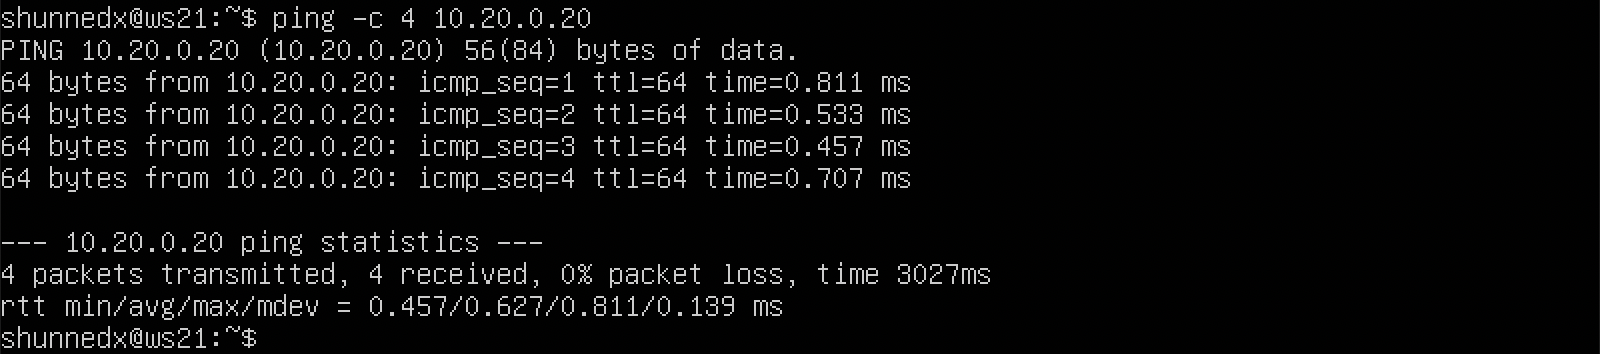 shunnedx@ws21:~$ ping -c 4 10.20.0.20
PING 10.20.0.20 (10.20.0.20) 56(84) bytes of data.
64 bytes from 10.20.0.20: icmp_seq=1 ttl=64 time=0.811 ms
64 bytes from 10.20.0.20: icmp_seq=2 ttl=64 time=0.533 ms
64 bytes from 10.20.0.20: icmp_seq=3 ttl=64 time=0.457 ms
64 bytes from 10.20.0.20: icmp_seq=4 ttl=64 time=0.707 ms

--- 10.20.0.20 ping statistics ---
4 packets transmitted, 4 received, 0% packet loss, time 3027ms
rtt min/avg/max/mdev = 0.457/0.627/0.811/0.139 ms
shunnedx@ws21:~$